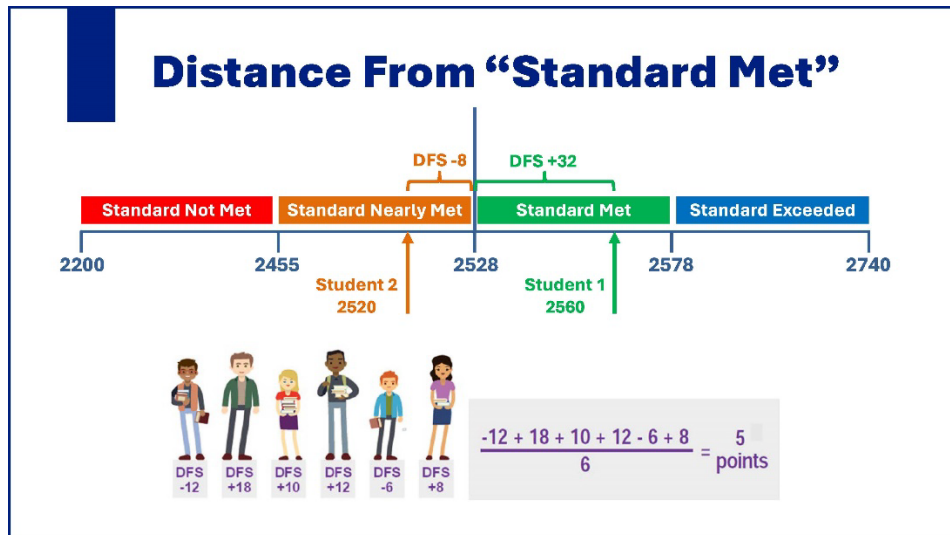 Distance From “Standard Met”
DFS -8
DFS +32
Standard Not Met
Standard Nearly Met
Standard Met
Standard Exceeded
2200
2455
2528
2578
2740
Student 2
2520
Student 1
2560
DFS
-12
DFS
+18
DFS
+10
DFS
+12
DFS
-6
DFS
+8
-12 + 18 + 10 + 12 - 6 + 8
6
=
5
points